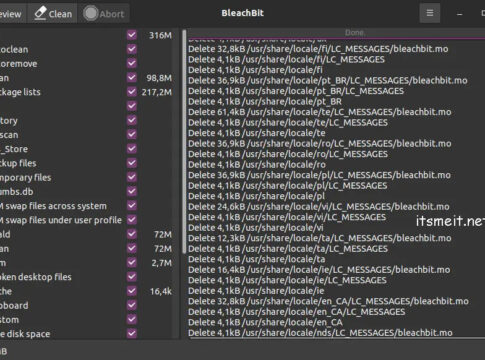 review
Clean
Abort
BleachBit
316M
toclean
toremove
an
98,8M
ckage lists
217,2M
tory
scan
_Store
kup files
mporary files
umbs.db
M swap files across system
M swap files under user profile
ald
72M
an
72M
m
2,7M
oken desktop files
che
16,4k
pboard
stom
e disk space
Done.
Delete 32,8kB /usr/share/locale/fi/LC_MESSAGES/bleachbit.mo
Delete 4,1kB /usr/share/locale/fi/LC_MESSAGES
Delete 4,1kB /usr/share/locale/fi
Delete 36,9kB /usr/share/locale/pt_BR/LC_MESSAGES/bleachbit.mo
Delete 4,1kB /usr/share/locale/pt_BR/LC_MESSAGES
Delete 4,1kB /usr/share/locale/pt_BR
Delete 61,4kB /usr/share/locale/te/LC_MESSAGES/bleachbit.mo
Delete 4,1kB /usr/share/locale/te/LC_MESSAGES
Delete 4,1kB /usr/share/locale/te
Delete 36,9kB /usr/share/locale/ro/LC_MESSAGES/bleachbit.mo
Delete 4,1kB /usr/share/locale/ro/LC_MESSAGES
Delete 4,1kB /usr/share/locale/ro
Delete 36,9kB /usr/share/locale/pl/LC_MESSAGES/bleachbit.mo
Delete 4,1kB /usr/share/locale/pl/LC_MESSAGES
Delete 4,1kB /usr/share/locale/pl
Delete 24,6kB /usr/share/locale/vi/LC_MESSAGES/bleachbit.mo
Delete 4,1kB /usr/share/locale/vi/LC_MESSAGES
Delete 4,1kB /usr/share/locale/vi
Delete 12,3kB /usr/share/locale/ta/LC_MESSAGES/bleachbit.mo
Delete 4,1kB /usr/share/locale/ta/LC_MESSAGES
Delete 4,1kB /usr/share/locale/ta
Delete 16,4kB /usr/share/locale/ie/LC_MESSAGES/bleachbit.mo
Delete 4,1kB /usr/share/locale/ie/LC_MESSAGES
Delete 4,1kB /usr/share/locale/ie
Delete 32,8kB /usr/share/locale/en_CA/LC_MESSAGES/bleachbit.mo
Delete 4,1kB /usr/share/locale/en_CA/LC_MESSAGES
Delete 4,1kB /usr/share/locale/en_CA
Delete 4,1kB /usr/share/locale/nds/LC_MESSAGES/bleachbit.mo
itsmeit.net